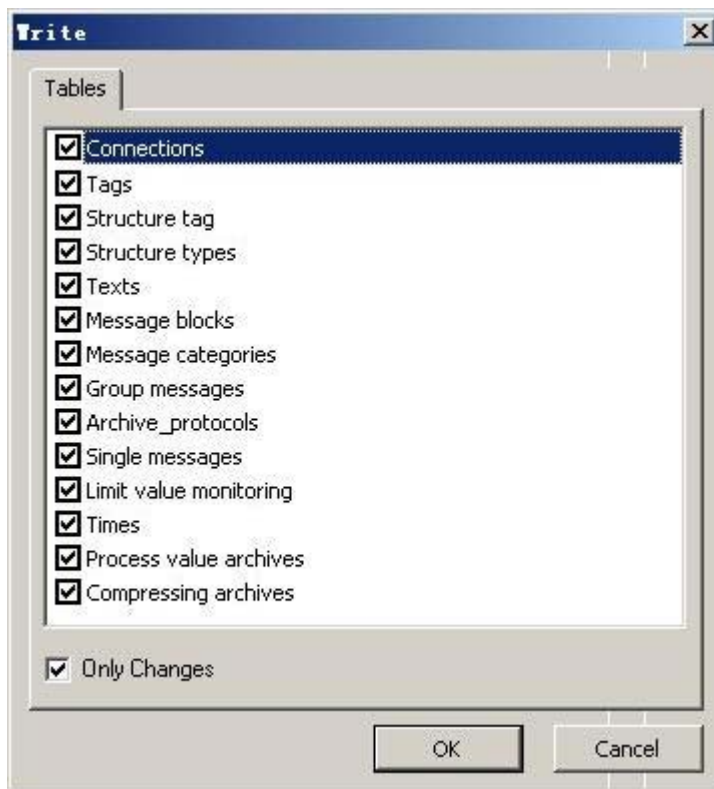 Write
Tables
Connections
Tags
Structure tag
Structure types
Texts
Message blocks
Message categories
Group messages
Archive_protocols
Single messages
Limit value monitoring
Times
Process value archives
Compressing archives
Only Changes
OK Cancel